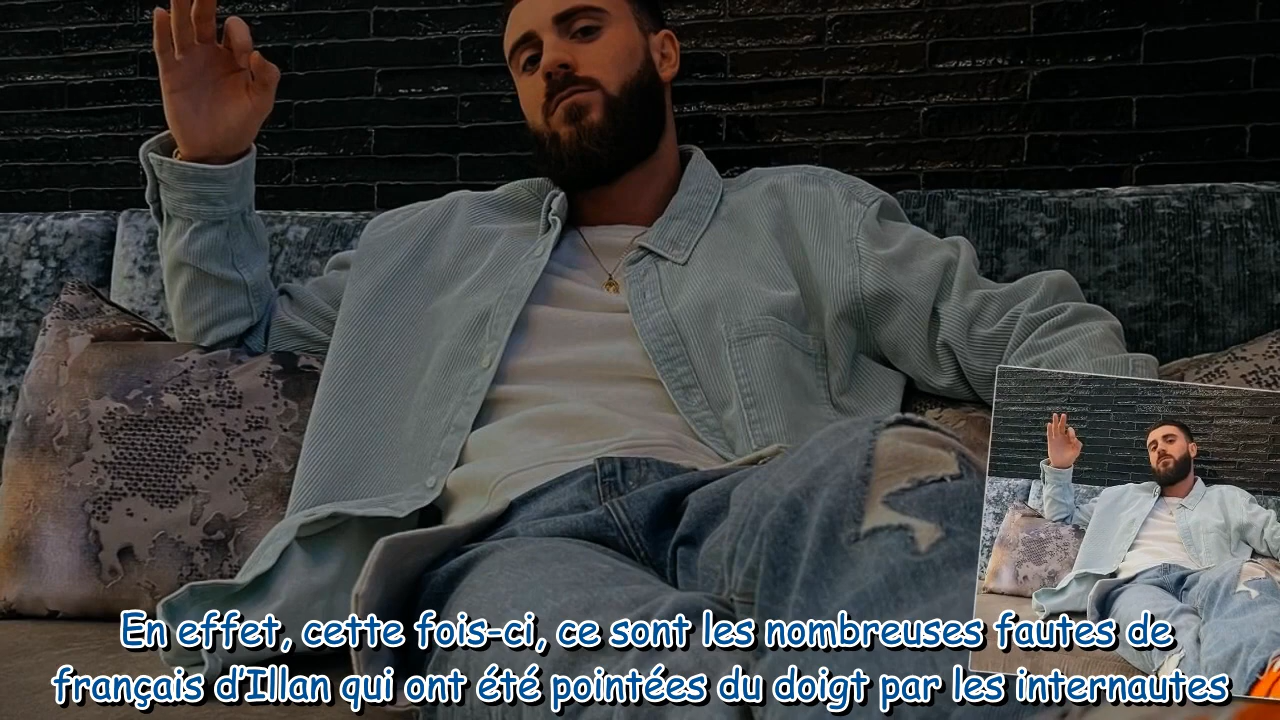 En effet, cette fois-ci, ce sont les nombreuses fautes de
français d'Illan qui ont été pointées du doigt par les internautes